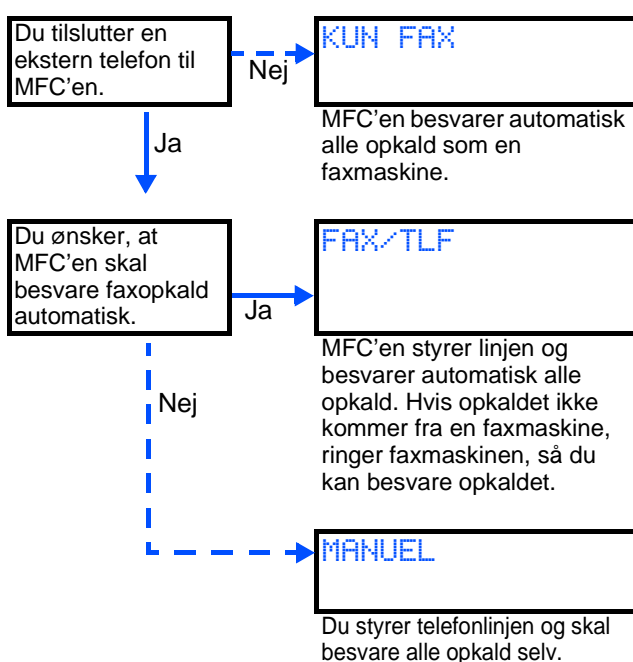 Du tilslutter en
ekstern telefon til
MFC'en.
Nej
KUN FAX
MFC'en besvarer automatisk
alle opkald som en
faxmaskine.
Ja
Du ønsker, at
MFC'en skal
besvare faxopkald
automatisk.
Ja
FAX/TLF
MFC'en styrer linjen og
besvarer automatisk alle
opkald. Hvis opkaldet ikke
kommer fra en faxmaskine,
ringer faxmaskinen, så du
kan besvare opkaldet.
Nej
MANUEL
Du styrer telefonlinjen og skal
besvare alle opkald selv.